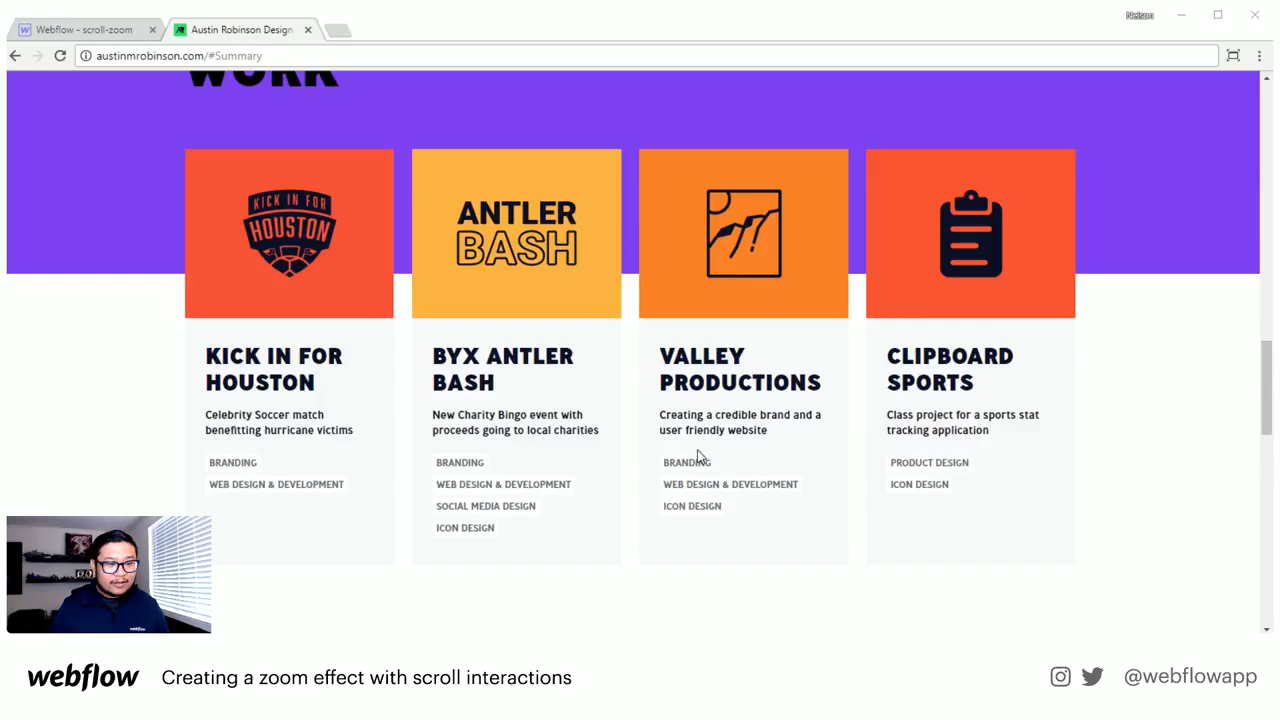 Nelson
Webflow - scroll-zoom
Austin Robinson Design
austinmrobinson.com/#Summary
WORK
KICK IN FOR
HOUSTON
ANTLER
BASH
KICK IN FOR
HOUSTON
Celebrity Soccer match
benefitting hurricane victims
BRANDING
WEB DESIGN & DEVELOPMENT
BYX ANTLER
BASH
New Charity Bingo event with
proceeds going to local charities
BRANDING
WEB DESIGN & DEVELOPMENT
SOCIAL MEDIA DESIGN
ICON DESIGN
VALLEY
PRODUCTIONS
Creating a credible brand and a
user friendly website
BRANDING
WEB DESIGN & DEVELOPMENT
ICON DESIGN
CLIPBOARD
SPORTS
Class project for a sports stat
tracking application
PRODUCT DESIGN
ICON DESIGN
webflow
webflow Creating a zoom effect with scroll interactions
@webflowapp